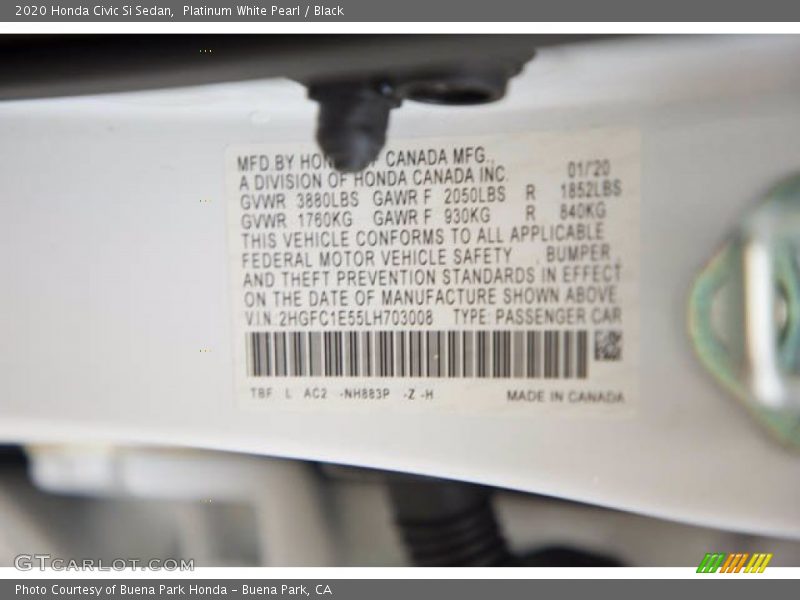 2020 Honda Civic Si Sedan, Platinum White Pearl / Black
MFD.BY HON OF CANADA MFG.,
A DIVISION OF HONDA CANADA INC. 01/20
GVWR 3880LBS GAWR F 2050LBS R 1852LBS
GVWR 1760KG GAWR F 930KG R 840KG
THIS VEHICLE CONFORMS TO ALL APPLICABLE
FEDERAL MOTOR VEHICLE SAFETY , BUMPER ,
AND THEFT PREVENTION STANDARDS IN EFFECT
ON THE DATE OF MANUFACTURE SHOWN ABOVE.
V.I.N.:2HGFC1E55LH703008 TYPE: PASSENGER CAR
TBF L AC2 -NH883P -Z -H MADE IN CANADA
GTCARLOT.COM
Photo Courtesy of Buena Park Honda – Buena Park, CA